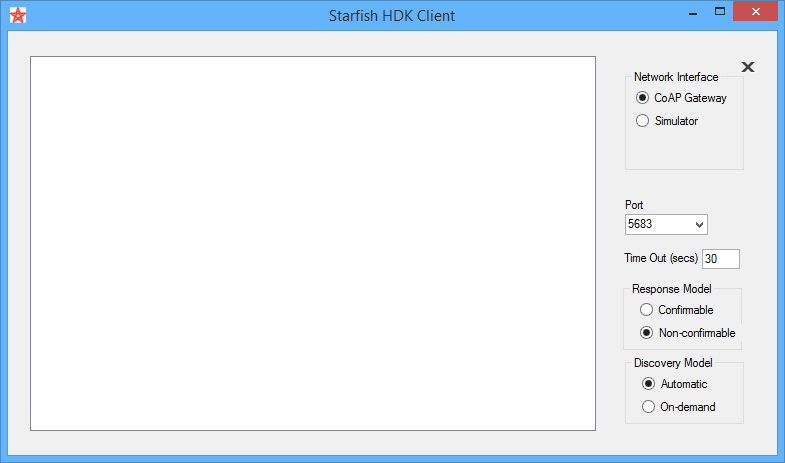 Starfish HDK Client
Network Interface
CoAP Gateway
Simulator
Port
5683
Time Out (secs) 30
Response Model
Confirmable
Non-confirmable
Discovery Model
Automatic
On-demand